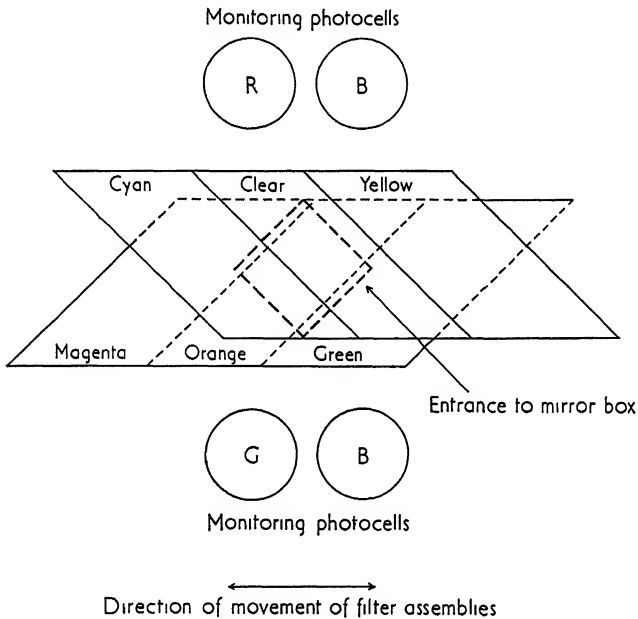 Monitoring photocells
R B
Cyan Clear Yellow
Magenta Orange Green
Entrance to mirror box
G B
Monitoring photocells
Direction of movement of filter assemblies